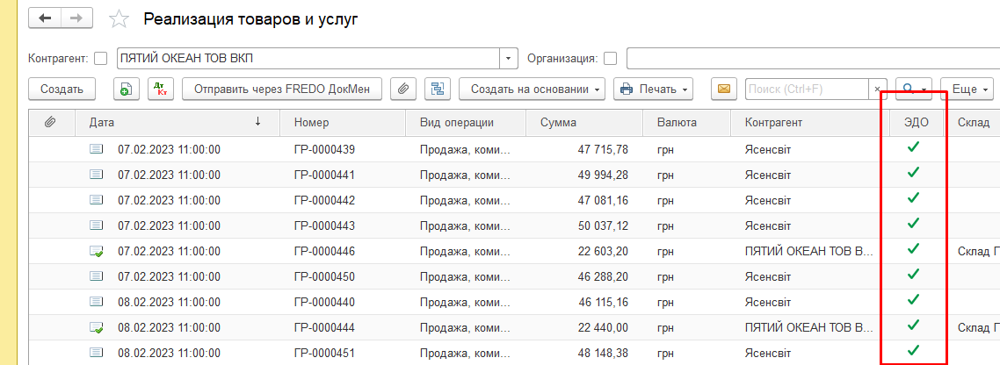 Реализация товаров и услуг
Контрагент: ПЯТИЙ ОКЕАН ТОВ ВКП Организация:
Создать Дт Кт Отправить через FREDO ДокМен Создать на основании Печать Поиск (Ctrl+F) × Еще
Дата ↓ Номер Вид операции Сумма Валюта Контрагент ЭДО Склад
07.02.2023 11:00:00 ГР-0000439 Продажа, коми... 47 715,78 грн Ясенсвіт
07.02.2023 11:00:00 ГР-0000441 Продажа, коми... 49 994,28 грн Ясенсвіт
07.02.2023 11:00:00 ГР-0000442 Продажа, коми... 47 081,16 грн Ясенсвіт
07.02.2023 11:00:00 ГР-0000443 Продажа, коми... 50 037,12 грн Ясенсвіт
07.02.2023 11:00:00 ГР-0000446 Продажа, коми... 22 603,20 грн ПЯТИЙ ОКЕАН ТОВ В... Склад Г
07.02.2023 11:00:00 ГР-0000450 Продажа, коми... 46 288,20 грн Ясенсвіт
08.02.2023 11:00:00 ГР-0000440 Продажа, коми... 46 115,16 грн Ясенсвіт
08.02.2023 11:00:00 ГР-0000444 Продажа, коми... 22 440,00 грн ПЯТИЙ ОКЕАН ТОВ В... Склад Г
08.02.2023 11:00:00 ГР-0000451 Продажа, коми... 48 148,38 грн Ясенсвіт